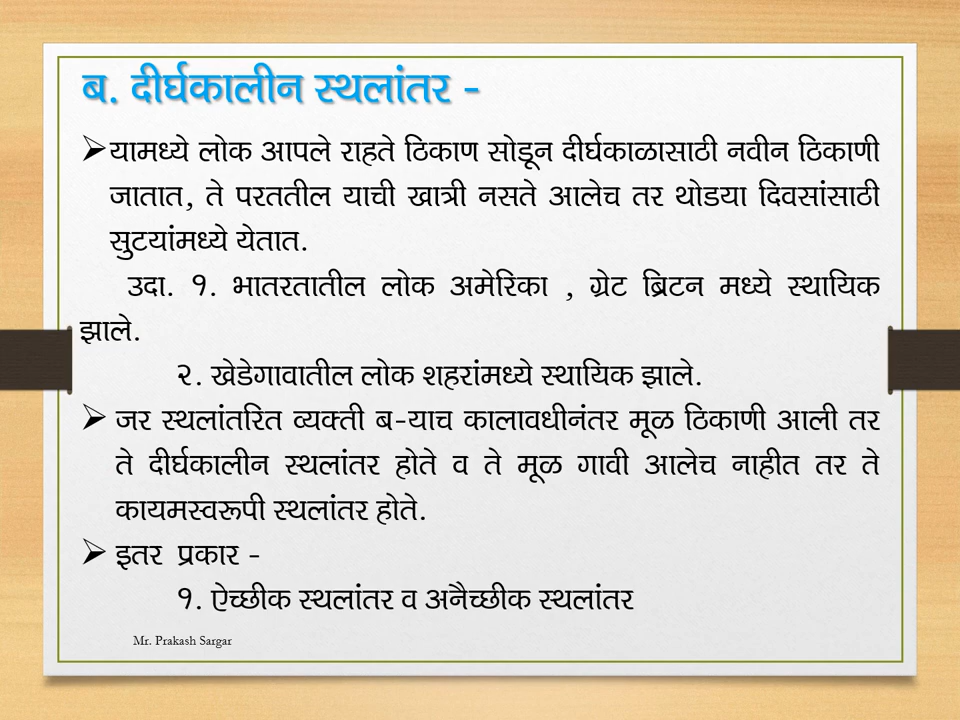 ब. दीर्घकालीन स्थलांतर -
➢यामध्ये लोक आपले राहते ठिकाण सोडून दीर्घकाळासाठी नवीन ठिकाणी
जातात, ते परततील याची खात्री नसते आलेच तर थोडया दिवसांसाठी
सुटयांमध्ये येतात.
उदा. १. भातरतातील लोक अमेरिका , ग्रेट ब्रिटन मध्ये स्थायिक
झाले.
२. खेडेगावातील लोक शहरांमध्ये स्थायिक झाले.
➢ जर स्थलांतरित व्यक्ती ब-याच कालावधीनंतर मूळ ठिकाणी आली तर
ते दीर्घकालीन स्थलांतर होते व ते मूळ गावी आलेच नाहीत तर ते
कायमस्वरूपी स्थलांतर होते.
➢ इतर प्रकार -
१. ऐच्छीक स्थलांतर व अनैच्छीक स्थलांतर
Mr. Prakash Sargar